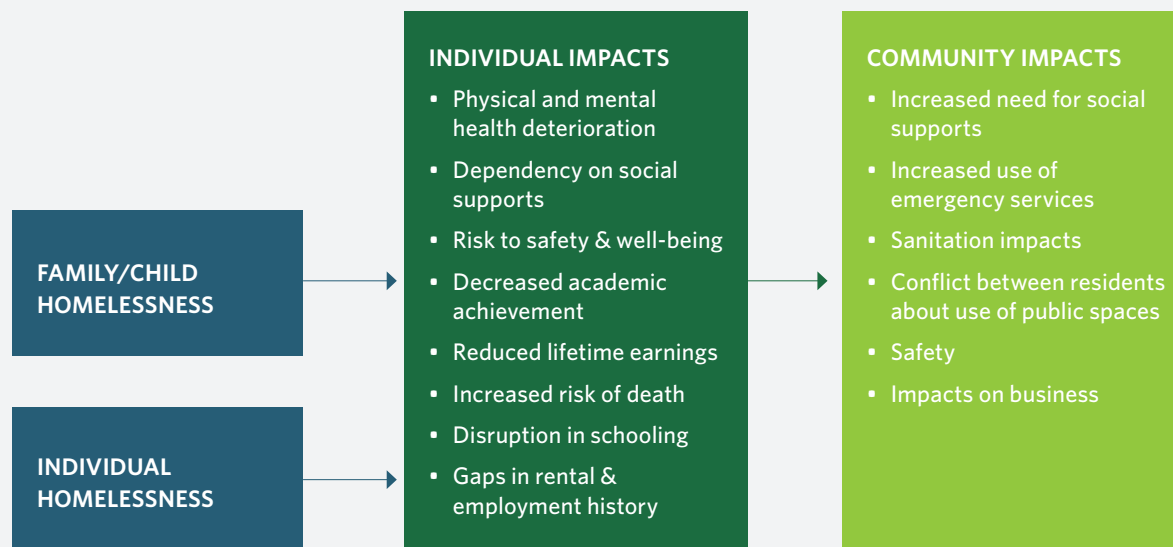 FAMILY/CHILD
HOMELESSNESS
INDIVIDUAL
HOMELESSNESS
INDIVIDUAL IMPACTS
▪ Physical and mental
health deterioration
▪ Dependency on social
supports
▪ Risk to safety & well-being
▪ Decreased academic
achievement
▪ Reduced lifetime earnings
▪ Increased risk of death
▪ Disruption in schooling
▪ Gaps in rental &
employment history
COMMUNITY IMPACTS
▪ Increased need for social
supports
▪ Increased use of
emergency services
▪ Sanitation impacts
▪ Conflict between residents
about use of public spaces
▪ Safety
▪ Impacts on business